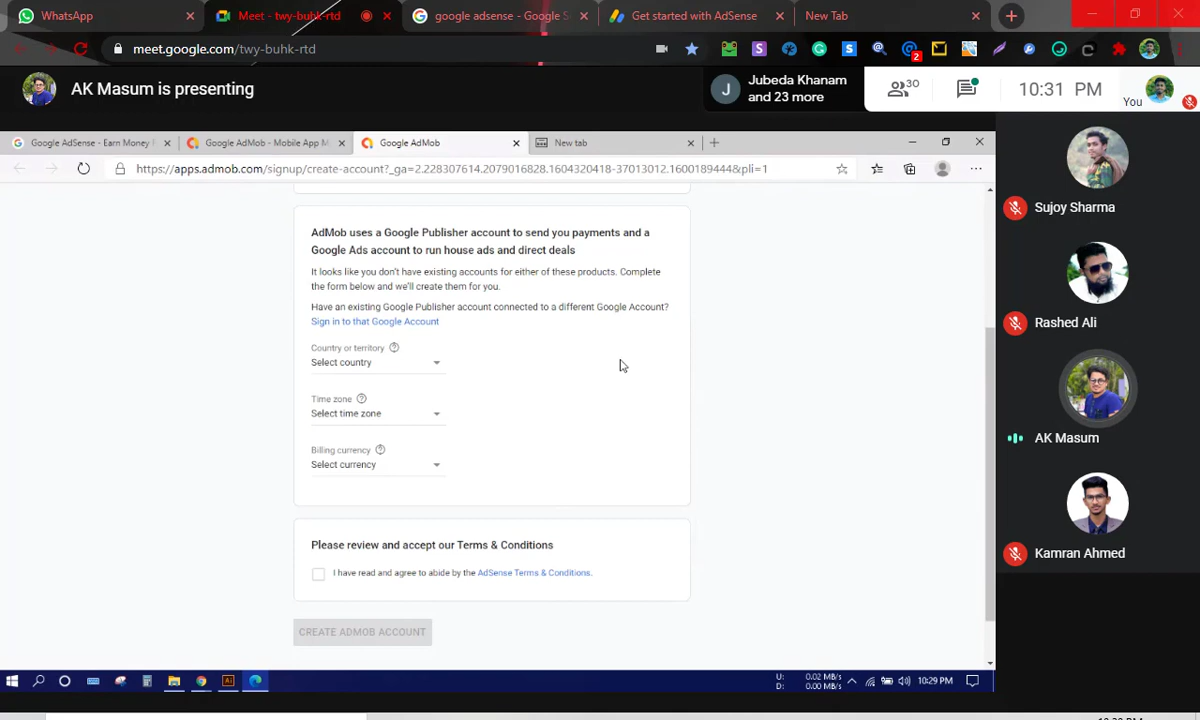 WhatsApp
Meet - twy-buhk-rtd
google adsense - Google S
Get started with AdSense
New Tab
meet.google.com/twy-buhk-rtd
2
AK Masum is presenting
J
Jubeda Khanam
and 23 more
30
10:31 PM
You
Google AdSense - Earn Money F
Google AdMob - Mobile App M
Google AdMob
New tab
https://apps.admob.com/signup/create-account?_ga=2.228307614.2079016828.1604320418-37013012.1600189444&pli=1
AdMob uses a Google Publisher account to send you payments and a
Google Ads account to run house ads and direct deals
It looks like you don't have existing accounts for either of these products. Complete
the form below and we'll create them for you.
Have an existing Google Publisher account connected to a different Google Account?
Sign in to that Google Account
Country or territory
Select country
Time zone
Select time zone
Billing currency
Select currency
Please review and accept our Terms & Conditions
I have read and agree to abide by the AdSense Terms & Conditions.
CREATE ADMOB ACCOUNT
Sujoy Sharma
Rashed Ali
AK Masum
Kamran Ahmed
U: 0.02 MB/s
D: 0.00 MB/s
10:29 PM